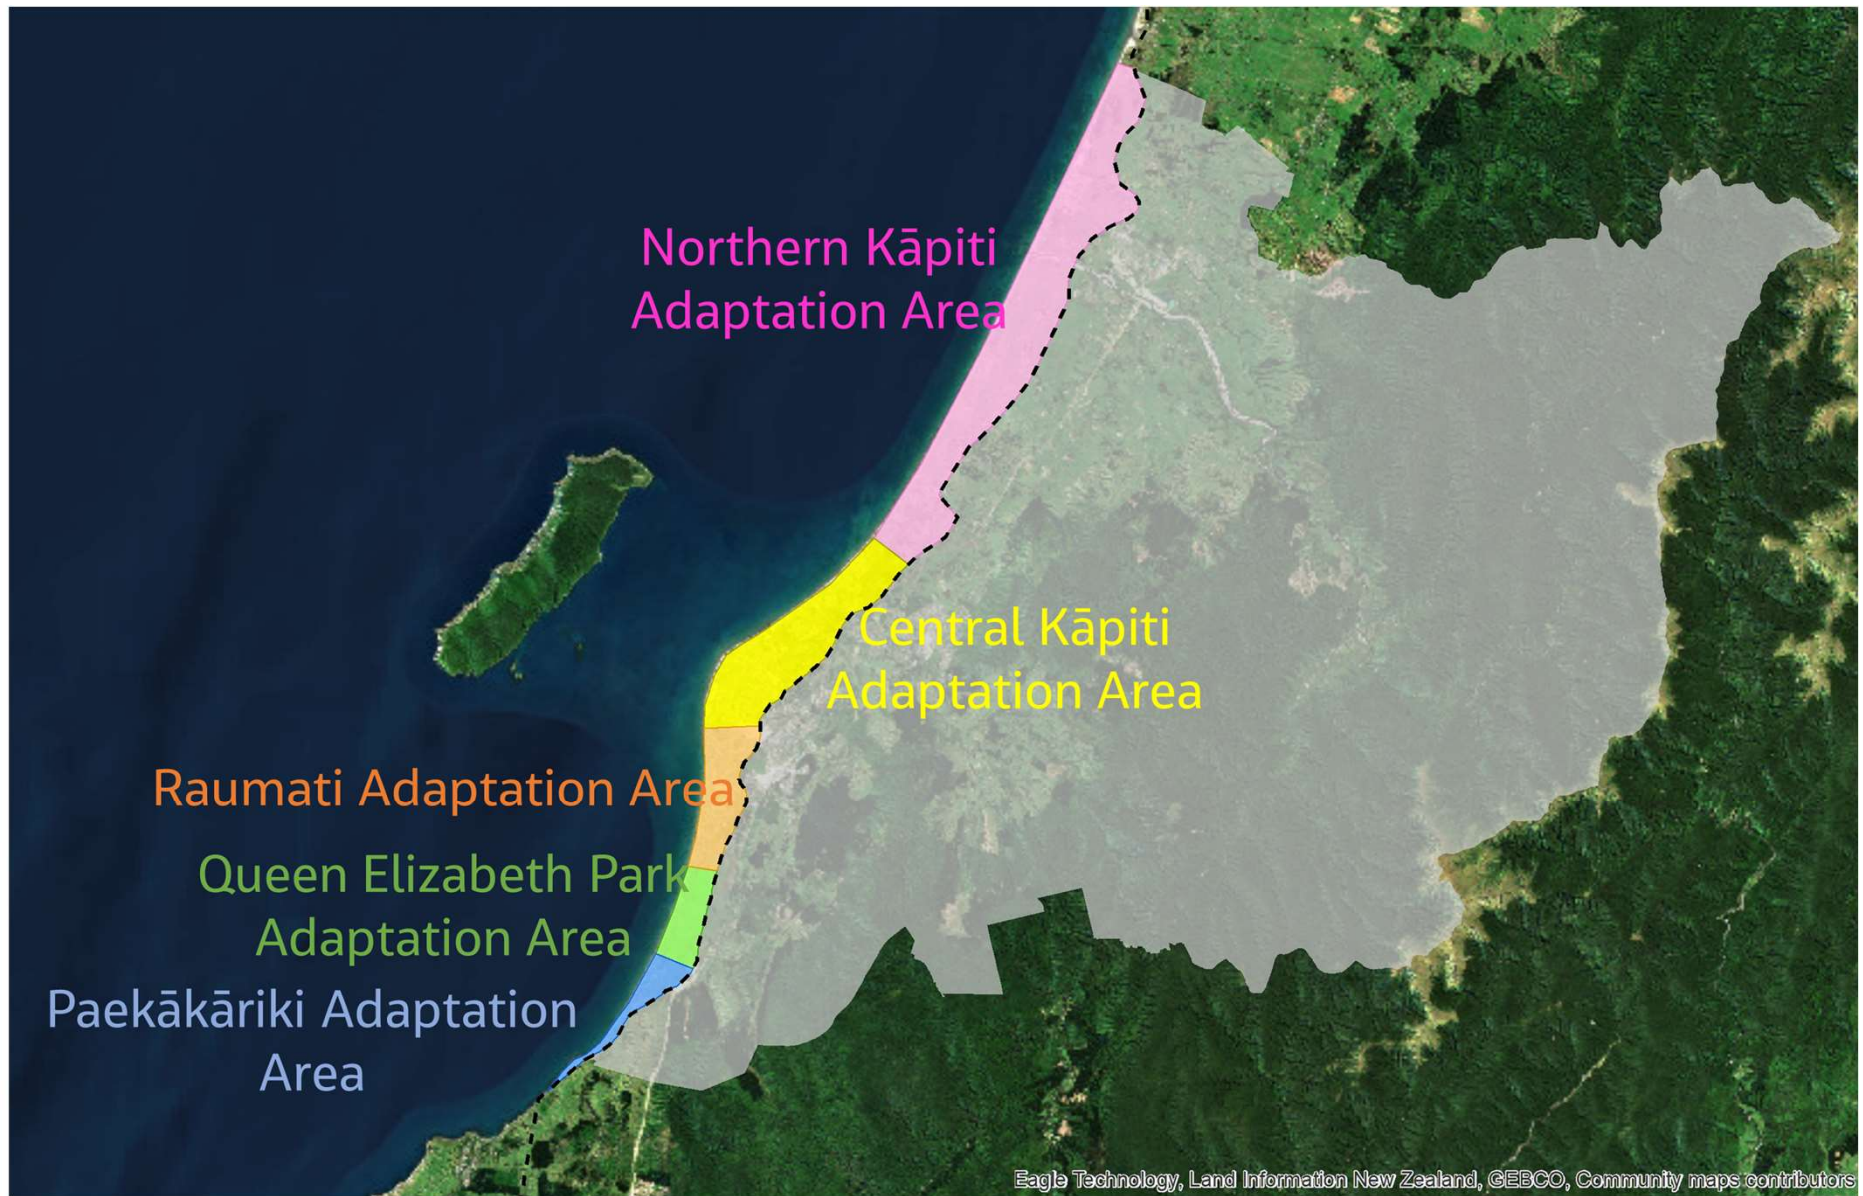 Northern Kāpiti
Adaptation Area
Central Kāpiti
Adaptation Area
Raumati Adaptation Area
Queen Elizabeth Park
Adaptation Area
Paekākāriki Adaptation
Area
Eagle Technology, Land Information New Zealand, GEBCO, Community maps contributors